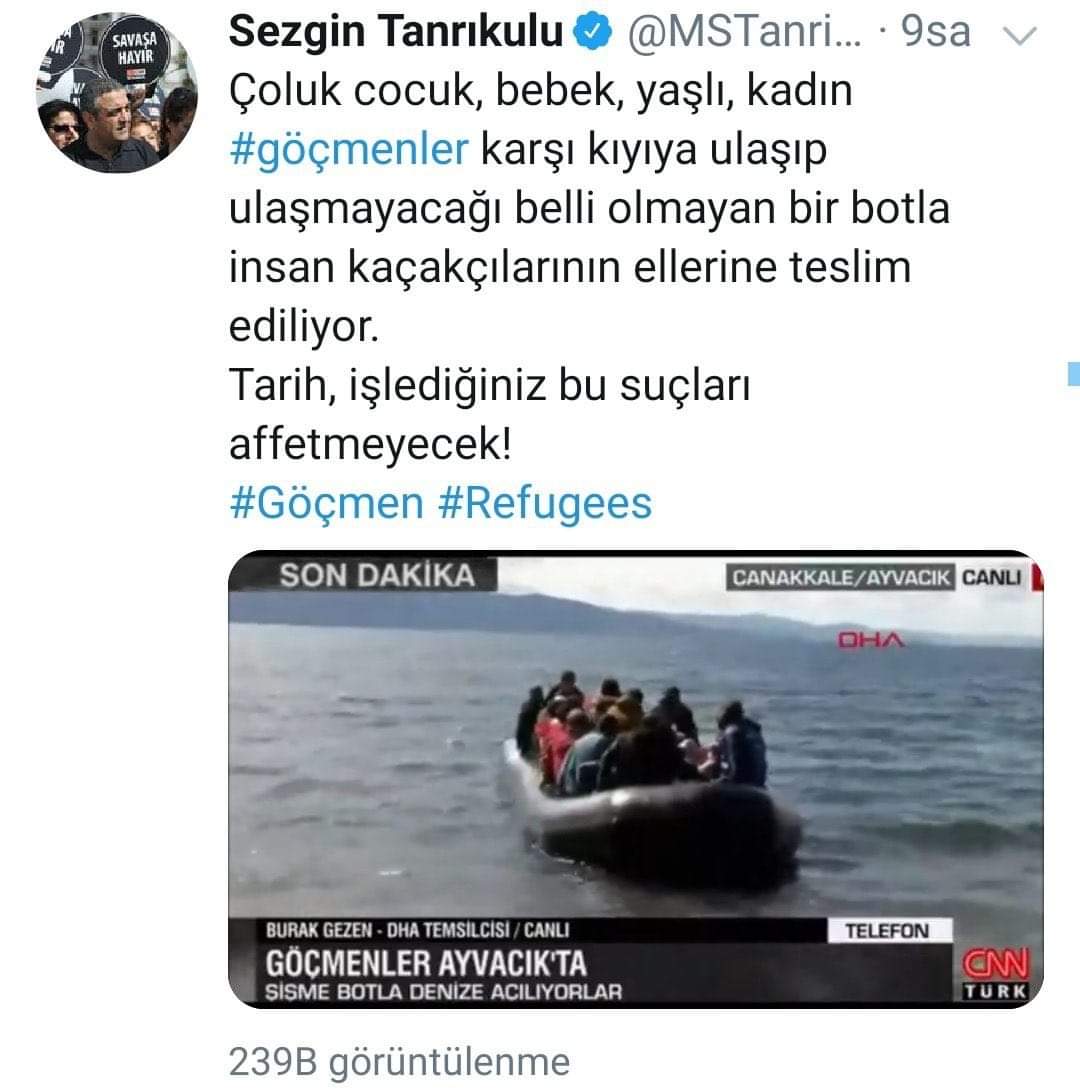 SAVAŞA
HAYIR
Sezgin Tanrıkulu @MSTanri... · 9sa
Çoluk cocuk, bebek, yaşlı, kadın
#göçmenler karşı kıyıya ulaşıp
ulaşmayacağı belli olmayan bir botla
insan kaçakçılarının ellerine teslim
ediliyor.
Tarih, işlediğiniz bu suçları
affetmeyecek!
#Göçmen #Refugees
SON DAKİKA
ÇANAKKALE/AYVACIK CANLI
DHA
BURAK GEZEN - DHA TEMSİLCİSİ / CANLI
TELEFON
GÖÇMENLER AYVACIK'TA
ŞİŞME BOTLA DENİZE AÇILIYORLAR
CNN
TÜRK
239B görüntülenme